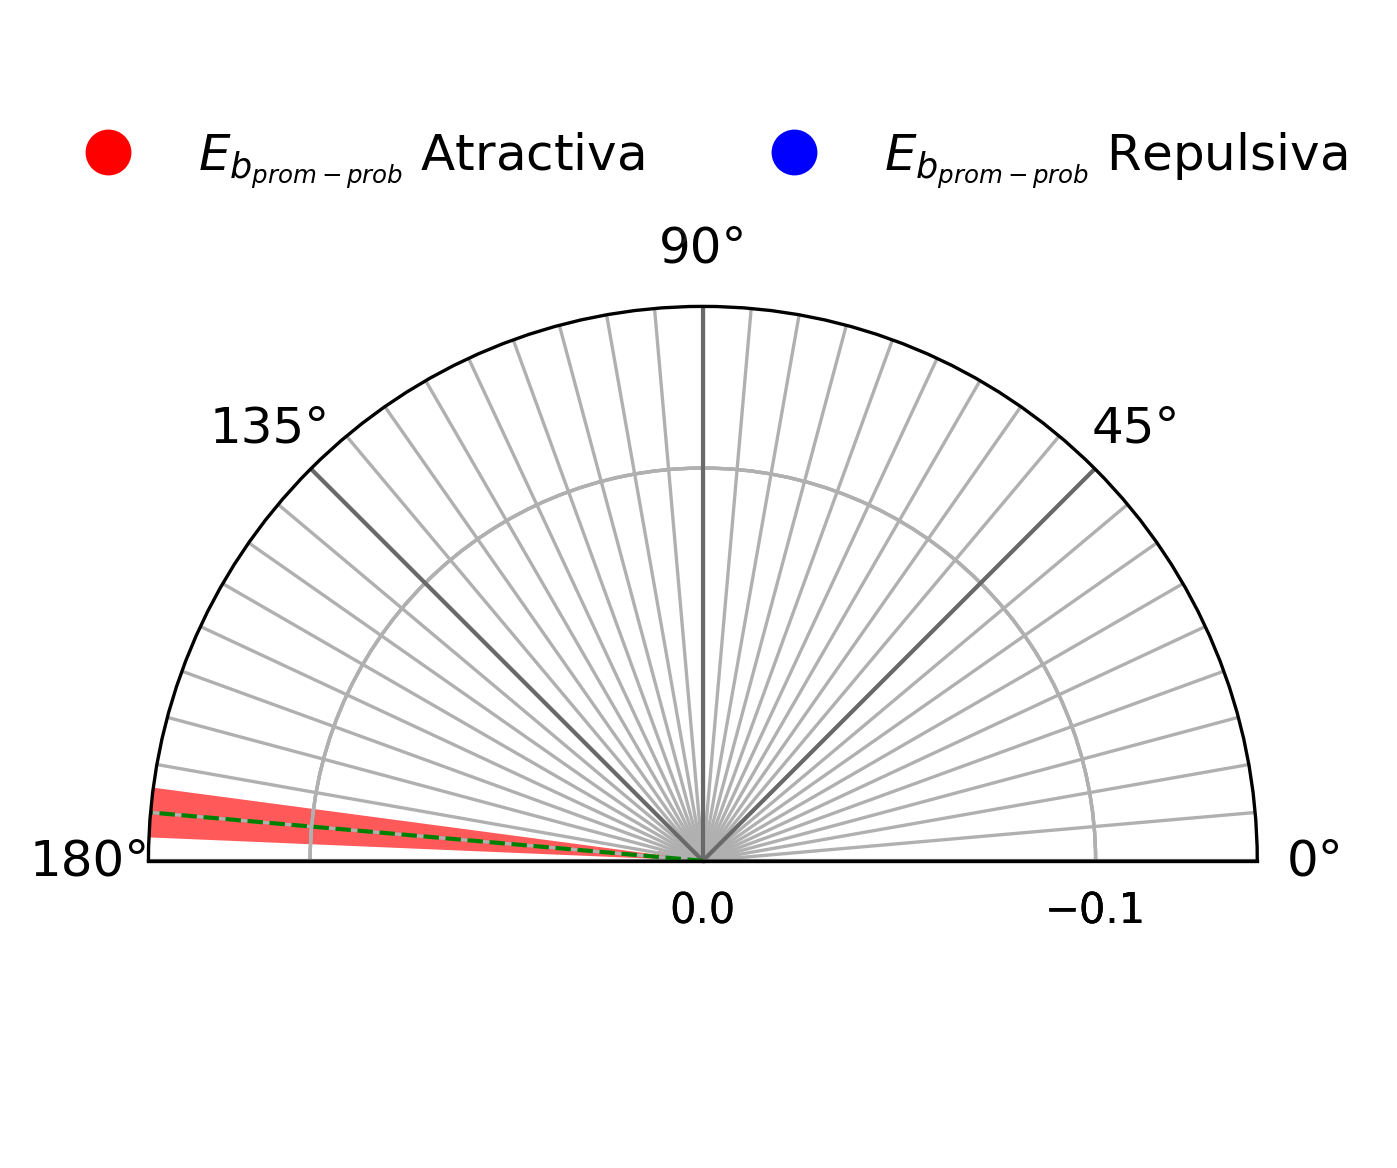 E_{b_{prom-prob}} Atractiva E_{b_{prom-prob}} Repulsiva
90°
135° 45°
180° 0°
0.0 −0.1